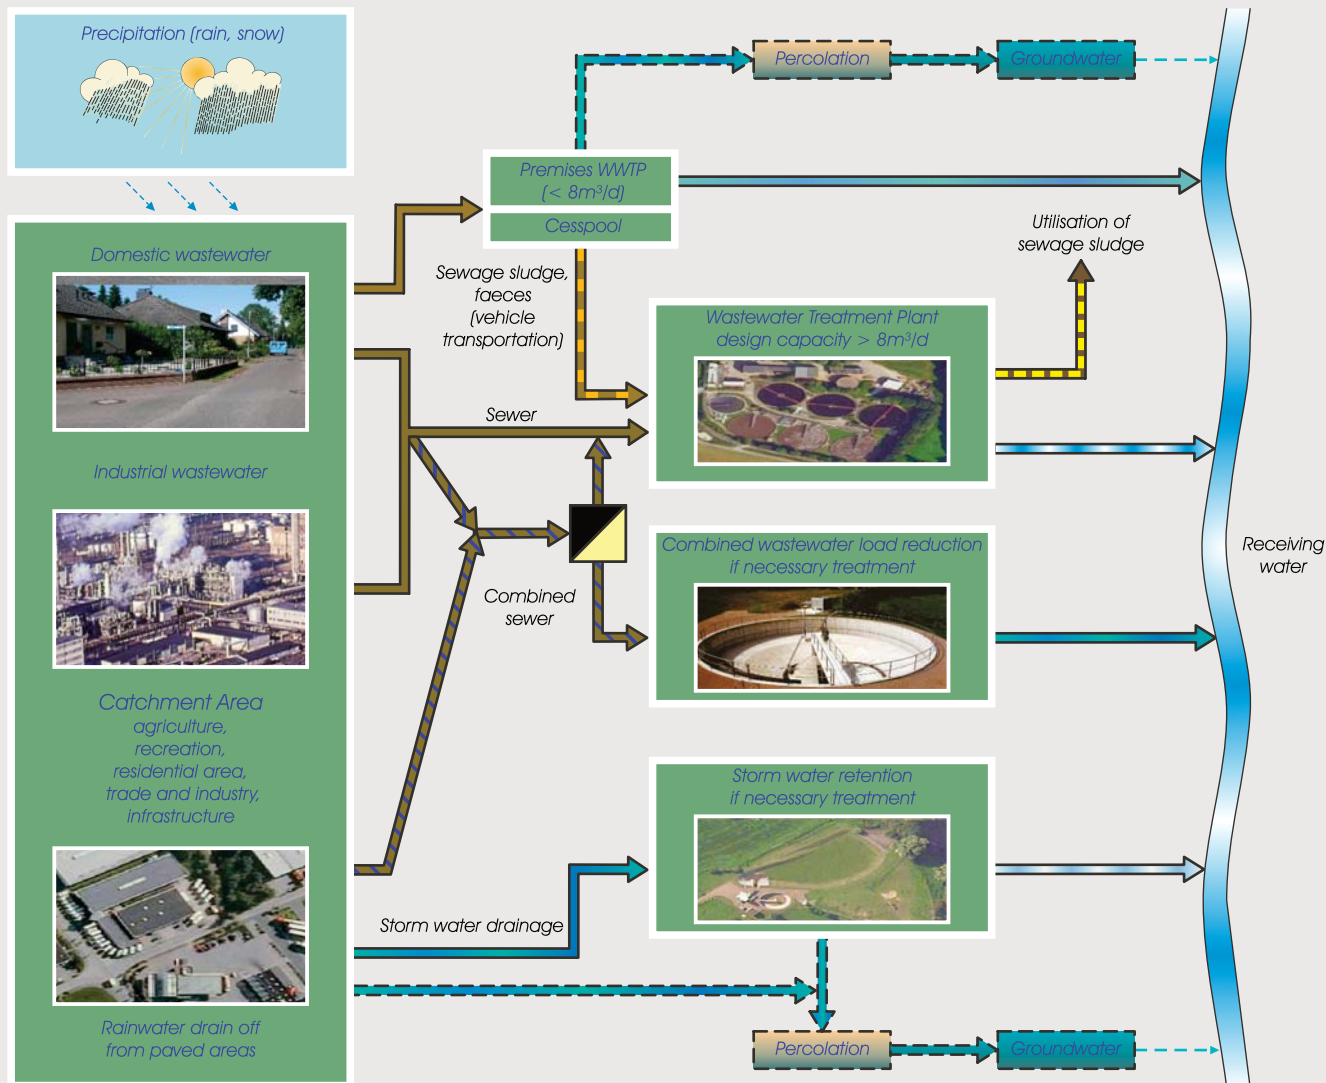 Precipitation (rain, snow)
Domestic wastewater
Industrial wastewater
Catchment Area
agriculture,
recreation,
residential area,
trade and industry,
infrastructure
Rainwater drain off
from paved areas
Premises WWTP
(< 8m³/d)
Cesspool
Sewage sludge,
faeces
(vehicle
transportation)
Sewer
Combined
sewer
Storm water drainage
Percolation
Groundwater
Utilisation of
sewage sludge
Wastewater Treatment Plant
design capacity > 8m³/d
Combined wastewater load reduction
if necessary treatment
Storm water retention
if necessary treatment
Percolation
Groundwater
Receiving
water